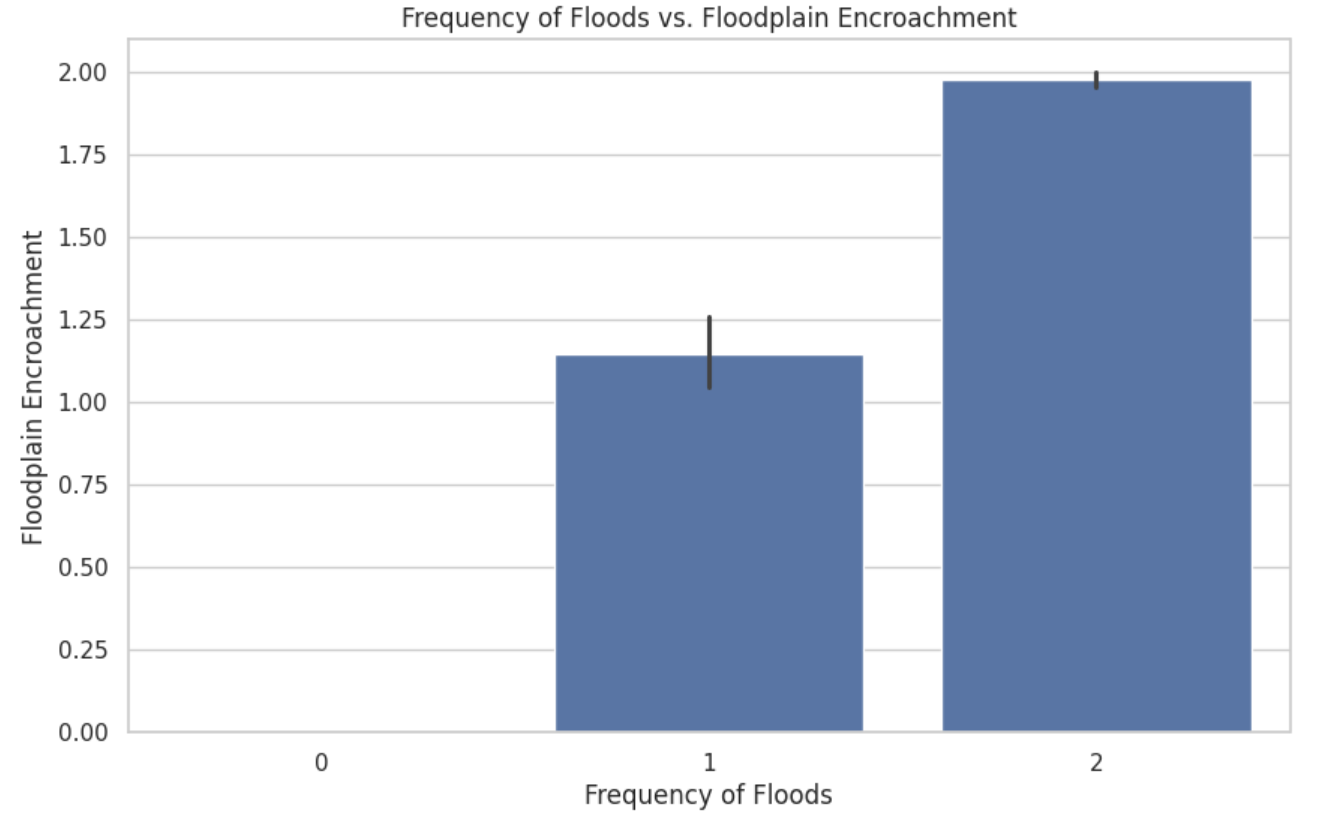 Frequency of Floods vs. Floodplain Encroachment
2.00
1.75
1.50
1.25
1.00
0.75
0.50
0.25
0.00
Floodplain Encroachment
0 1 2
Frequency of Floods